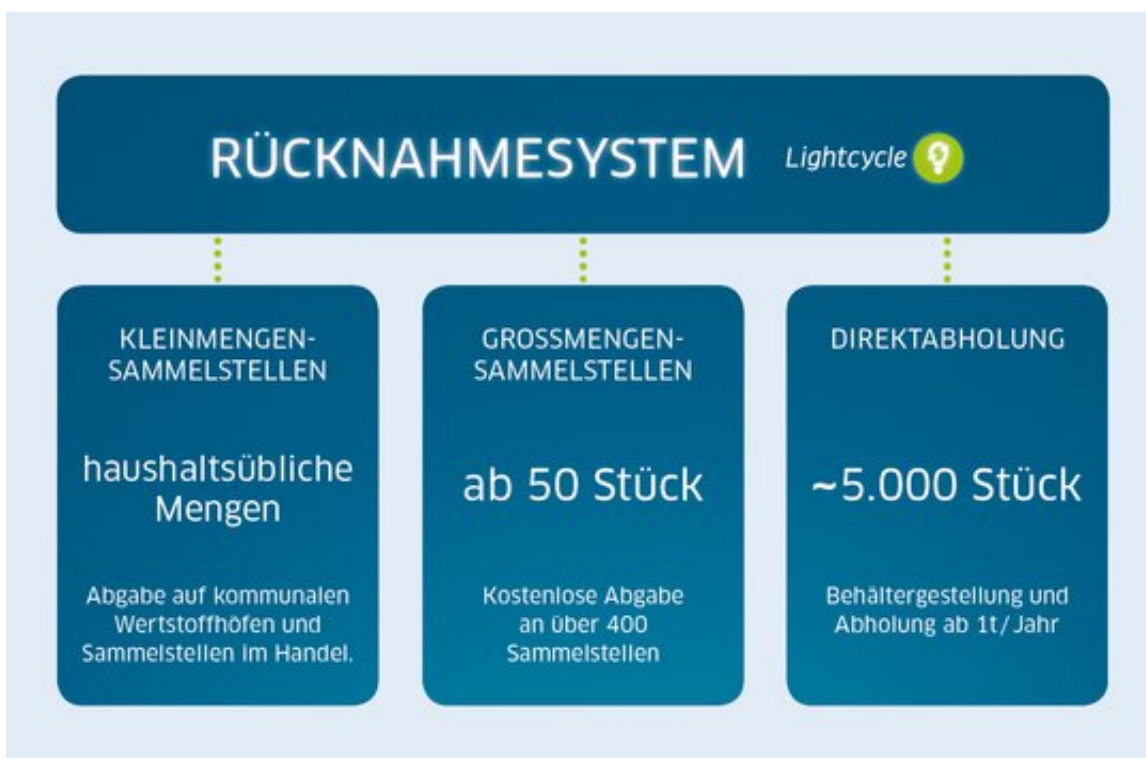 RÜCKNAHMESYSTEM Lightcycle
KLEINMENGEN-
SAMMELSTELLEN
haushaltsübliche
Mengen
Abgabe auf kommunalen
Wertstoffhöfen und
Sammelstellen im Handel.
GROSSMENGEN-
SAMMELSTELLEN
ab 50 Stück
Kostenlose Abgabe
an über 400
Sammelstellen
DIREKTABHOLUNG
~5.000 Stück
Behältergestellung und
Abholung ab 1t/Jahr